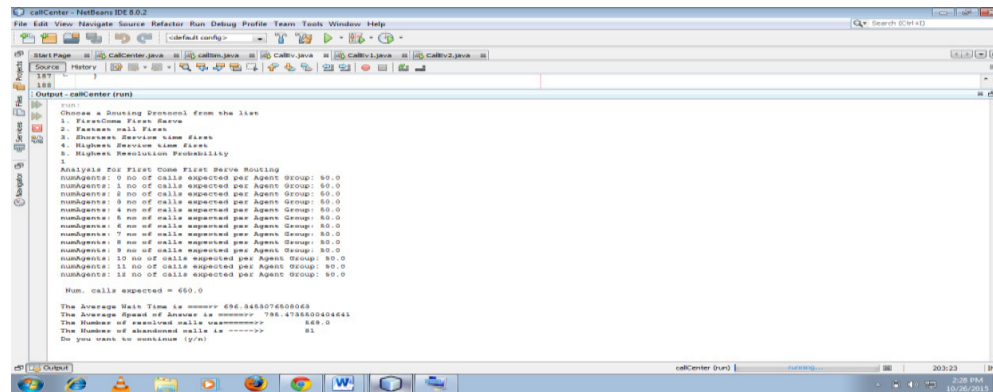 callCenter - NetBeans IDE 8.0.2
File Edit View Navigate Source Refactor Run Debug Profile Team Tools Window Help
Search (Ctrl+I)
<default config>
Start Page CallCenter.java callSim.java CallEv.java CallEv1.java CallEv2.java
Source History
187 }
188
Output - callCenter (run)
run:
Choose a Routing Protocol from the list
1. FirstCome First Serve
2. Fastest call First
3. Shortest Service time first
4. Highest Service time first
5. Highest Resolution Probability
1
Analysis for First Come First Serve Routing
numAgents: 0 no of calls expected per Agent Group: 50.0
numAgents: 1 no of calls expected per Agent Group: 50.0
numAgents: 2 no of calls expected per Agent Group: 50.0
numAgents: 3 no of calls expected per Agent Group: 50.0
numAgents: 4 no of calls expected per Agent Group: 50.0
numAgents: 5 no of calls expected per Agent Group: 50.0
numAgents: 6 no of calls expected per Agent Group: 50.0
numAgents: 7 no of calls expected per Agent Group: 50.0
numAgents: 8 no of calls expected per Agent Group: 50.0
numAgents: 9 no of calls expected per Agent Group: 50.0
numAgents: 10 no of calls expected per Agent Group: 50.0
numAgents: 11 no of calls expected per Agent Group: 50.0
numAgents: 12 no of calls expected per Agent Group: 50.0
Num. calls expected = 650.0
The Average Wait Time is ====>>
The Average Speed of Answer is =====>>
The Number of resolved calls was======>> 569.0
The Number of abandoned calls is ----->> 81
Do you want to continue (y/n)
Projects
Files
Services
Navigator
Output
callCenter (run) running... 203:23
2:28 PM
10/26/2015